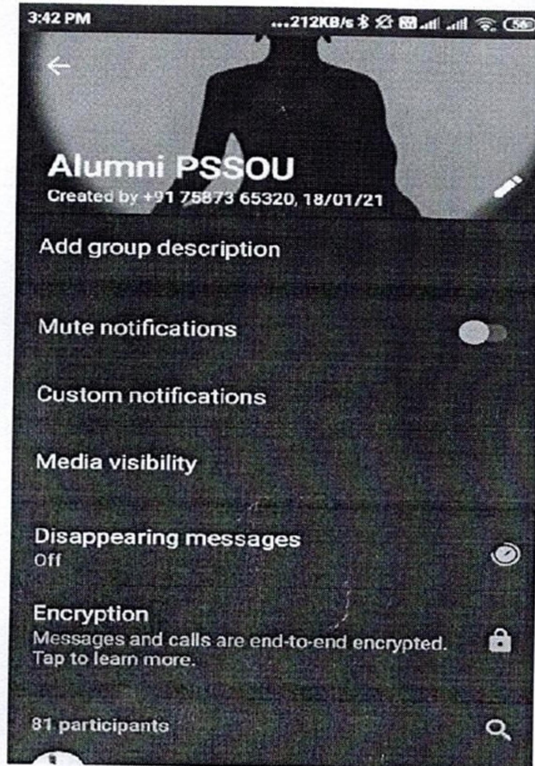 3:42 PM ...212KB/s 56
Alumni PSSOU
Created by +91 75873 65320, 18/01/21
Add group description
Mute notifications
Custom notifications
Media visibility
Disappearing messages
Off
Encryption
Messages and calls are end-to-end encrypted.
Tap to learn more.
81 participants